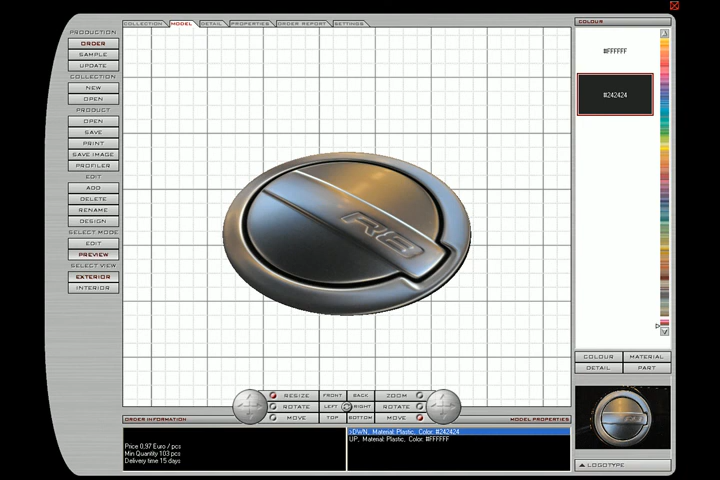 PRODUCTION
ORDER
SAMPLE
UPDATE
COLLECTION
NEW
OPEN
PRODUCT
OPEN
SAVE
PRINT
SAVE IMAGE
PROFILER
EDIT
ADD
DELETE
RENAME
DESIGN
SELECT MODE
EDIT
PREVIEW
SELECT VIEW
EXTERIOR
INTERIOR
COLLECTION MODEL DETAIL PROPERTIES ORDER REPORT SETTINGS
RB
RESIZE FRONT BACK ZOOM
ROTATE LEFT RIGHT ROTATE
MOVE TOP BOTTOM MOVE
ORDER INFORMATION MODEL PROPERTIES
Price 0,97 Euro / pcs
Min Quantity 103 pcs
Delivery time 15 days
>DWN, Material: Plastic, Color: #242424
UP, Material: Plastic, Color: #FFFFFF
COLOUR
#FFFFFF
#242424
COLOUR MATERIAL
DETAIL PART
LOGOTYPE